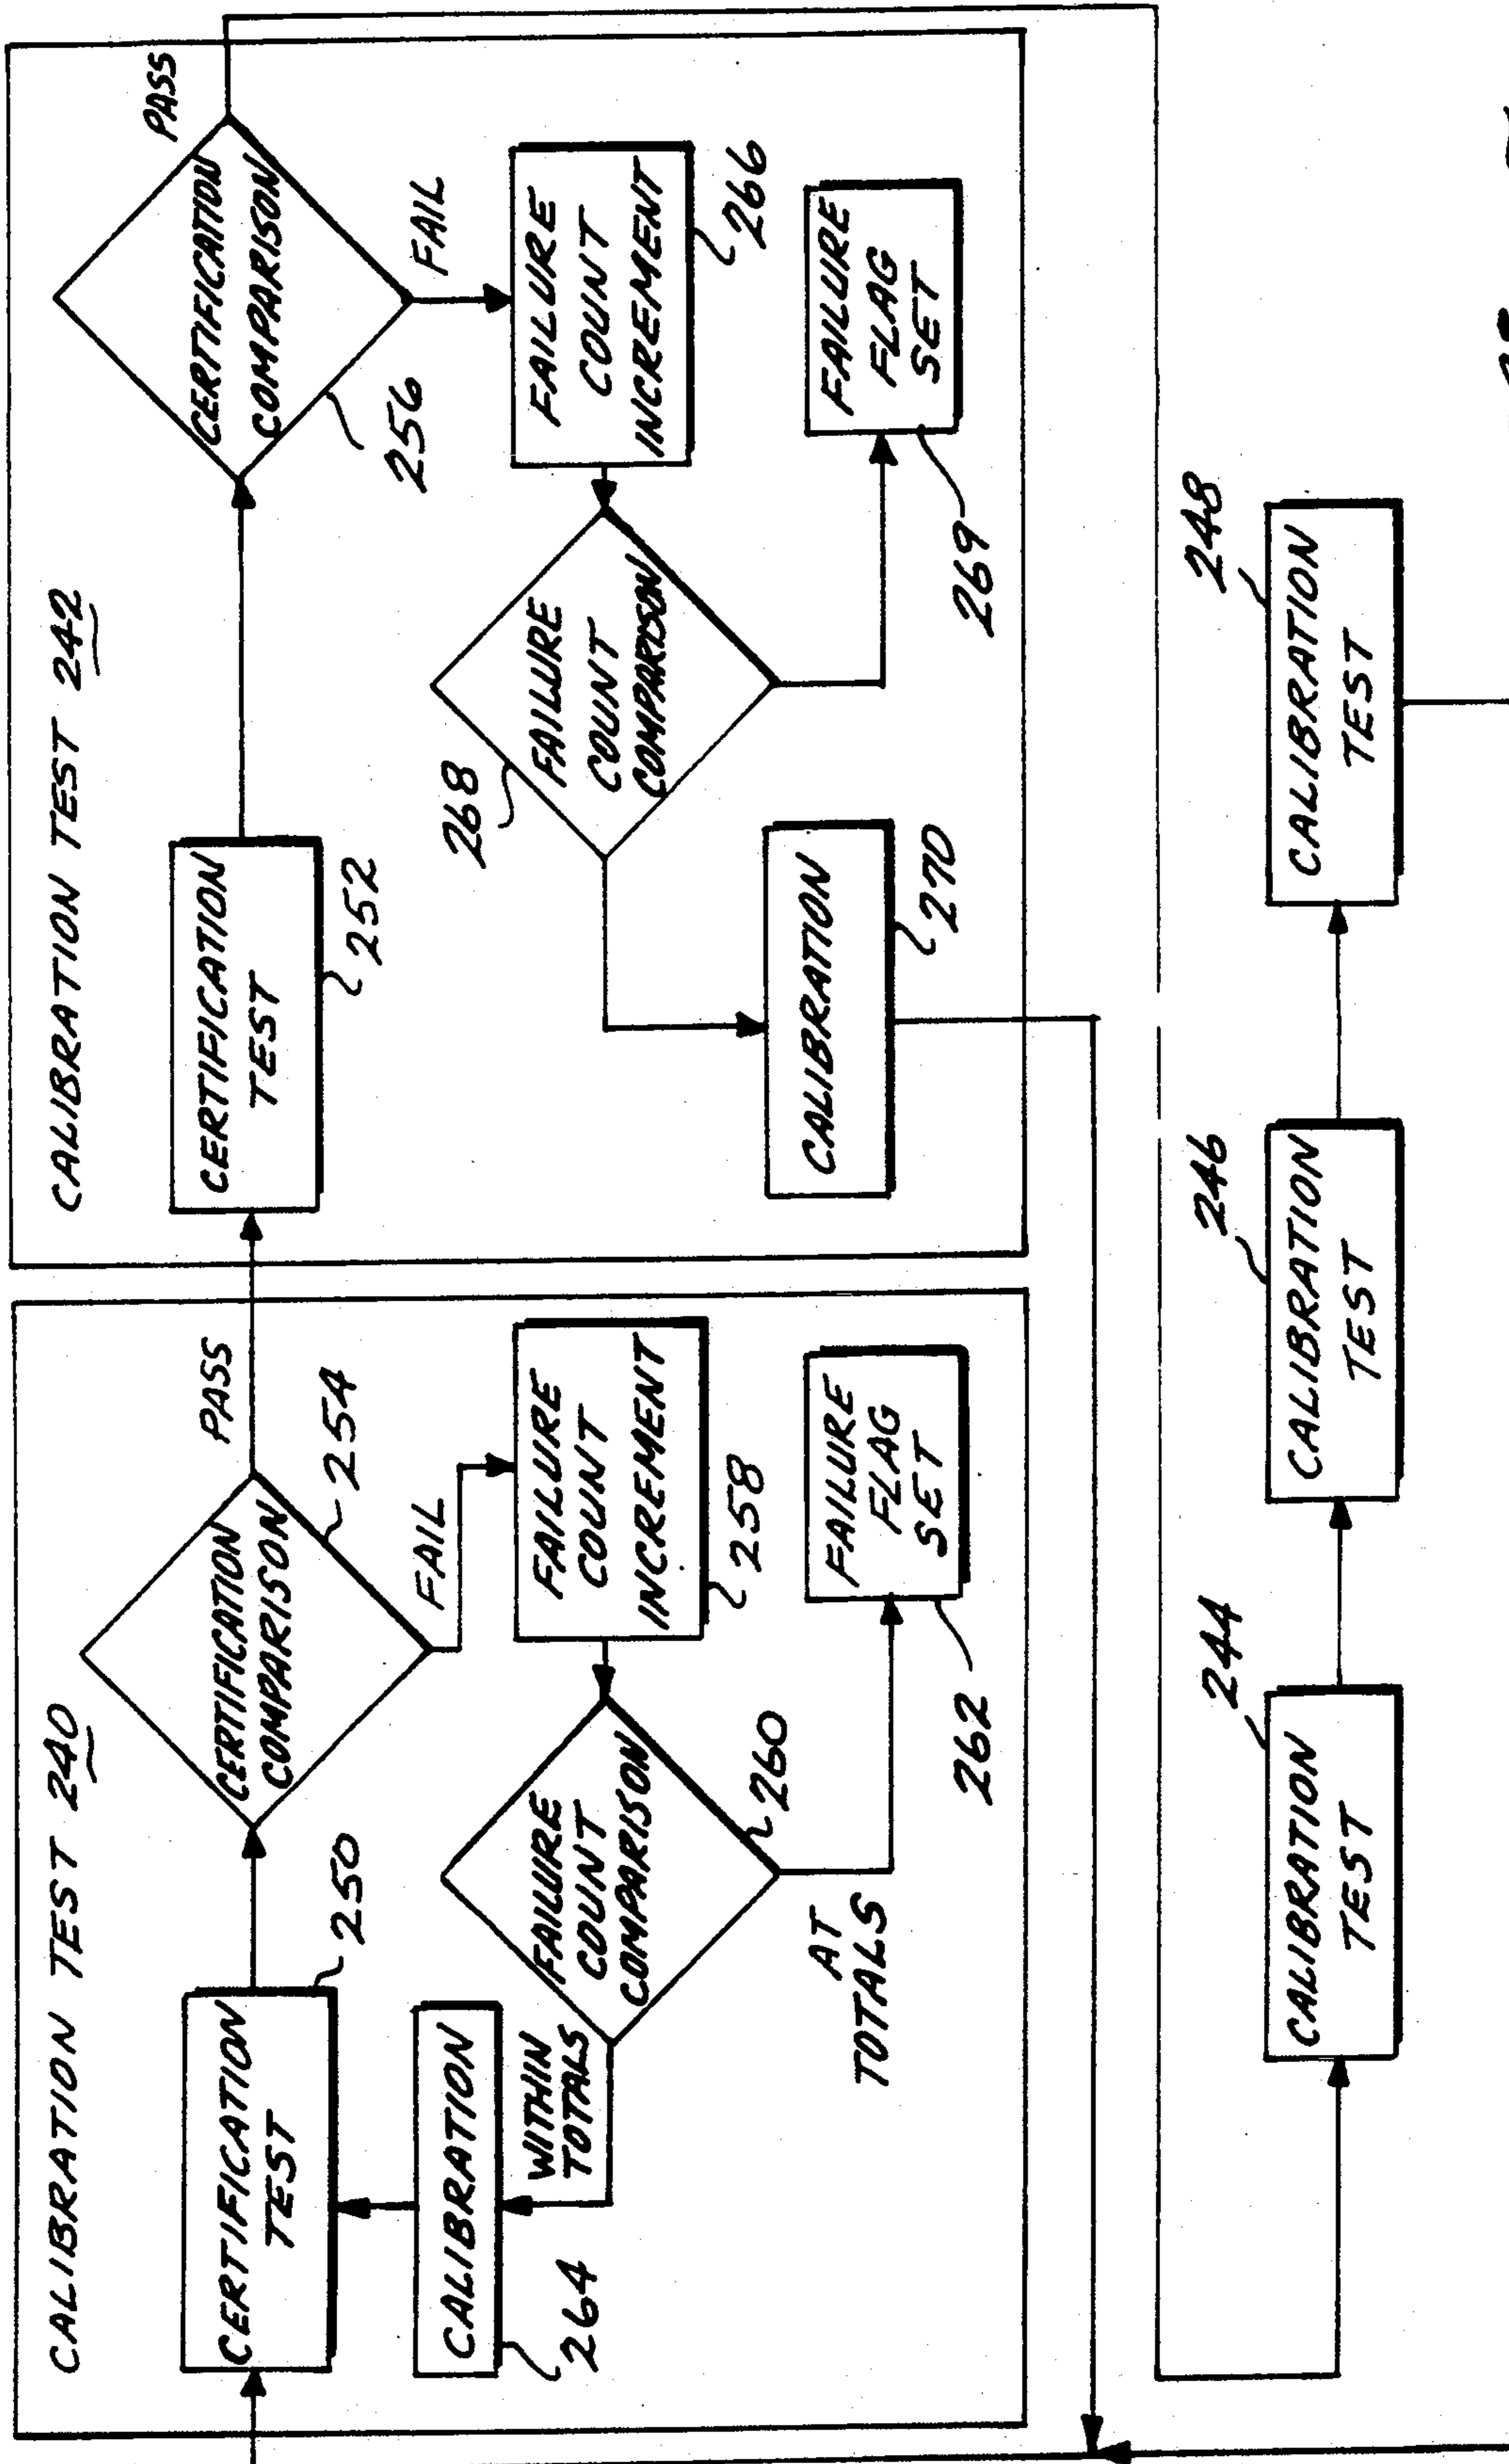 CALIBRATION TEST 240
CERTIFICATION
TEST
250
CERTIFICATION
COMPARISON
254
PASS
FAIL
FAILURE
COUNT
INCREMENT
258
FAILURE
COUNT
COMPARISON
260
WITHIN
TOTALS
AT
TOTALS
CALIBRATION
264
FAILURE
FLAG
SET
262
CALIBRATION TEST 242
CERTIFICATION
TEST
252
CERTIFICATION
COMPARISON
256
PASS
FAIL
FAILURE
COUNT
INCREMENT
266
FAILURE
COUNT
COMPARISON
268
FAILURE
FLAG
SET
269
CALIBRATION
270
CALIBRATION
TEST
244
CALIBRATION
TEST
246
CALIBRATION
TEST
248